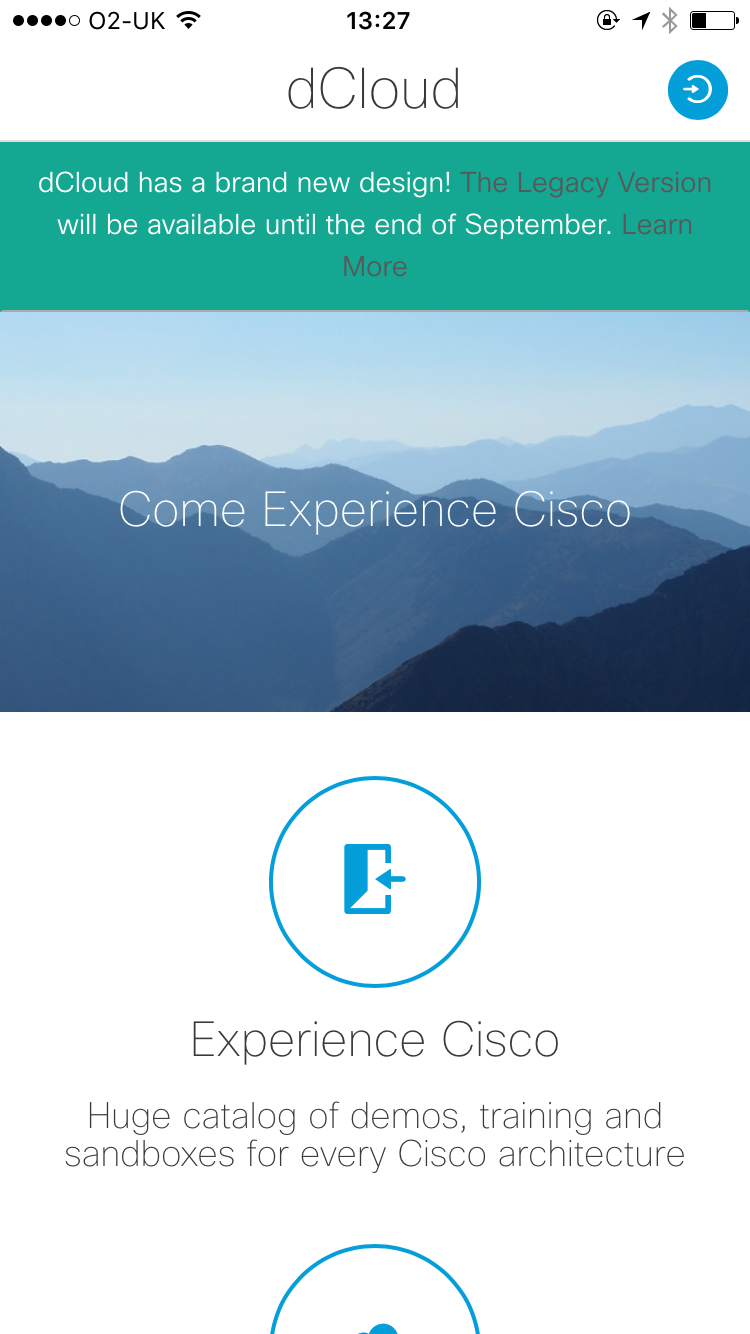 O2-UK 13:27
dCloud
dCloud has a brand new design! The Legacy Version
will be available until the end of September. Learn
More
Come Experience Cisco
Experience Cisco
Huge catalog of demos, training and
sandboxes for every Cisco architecture